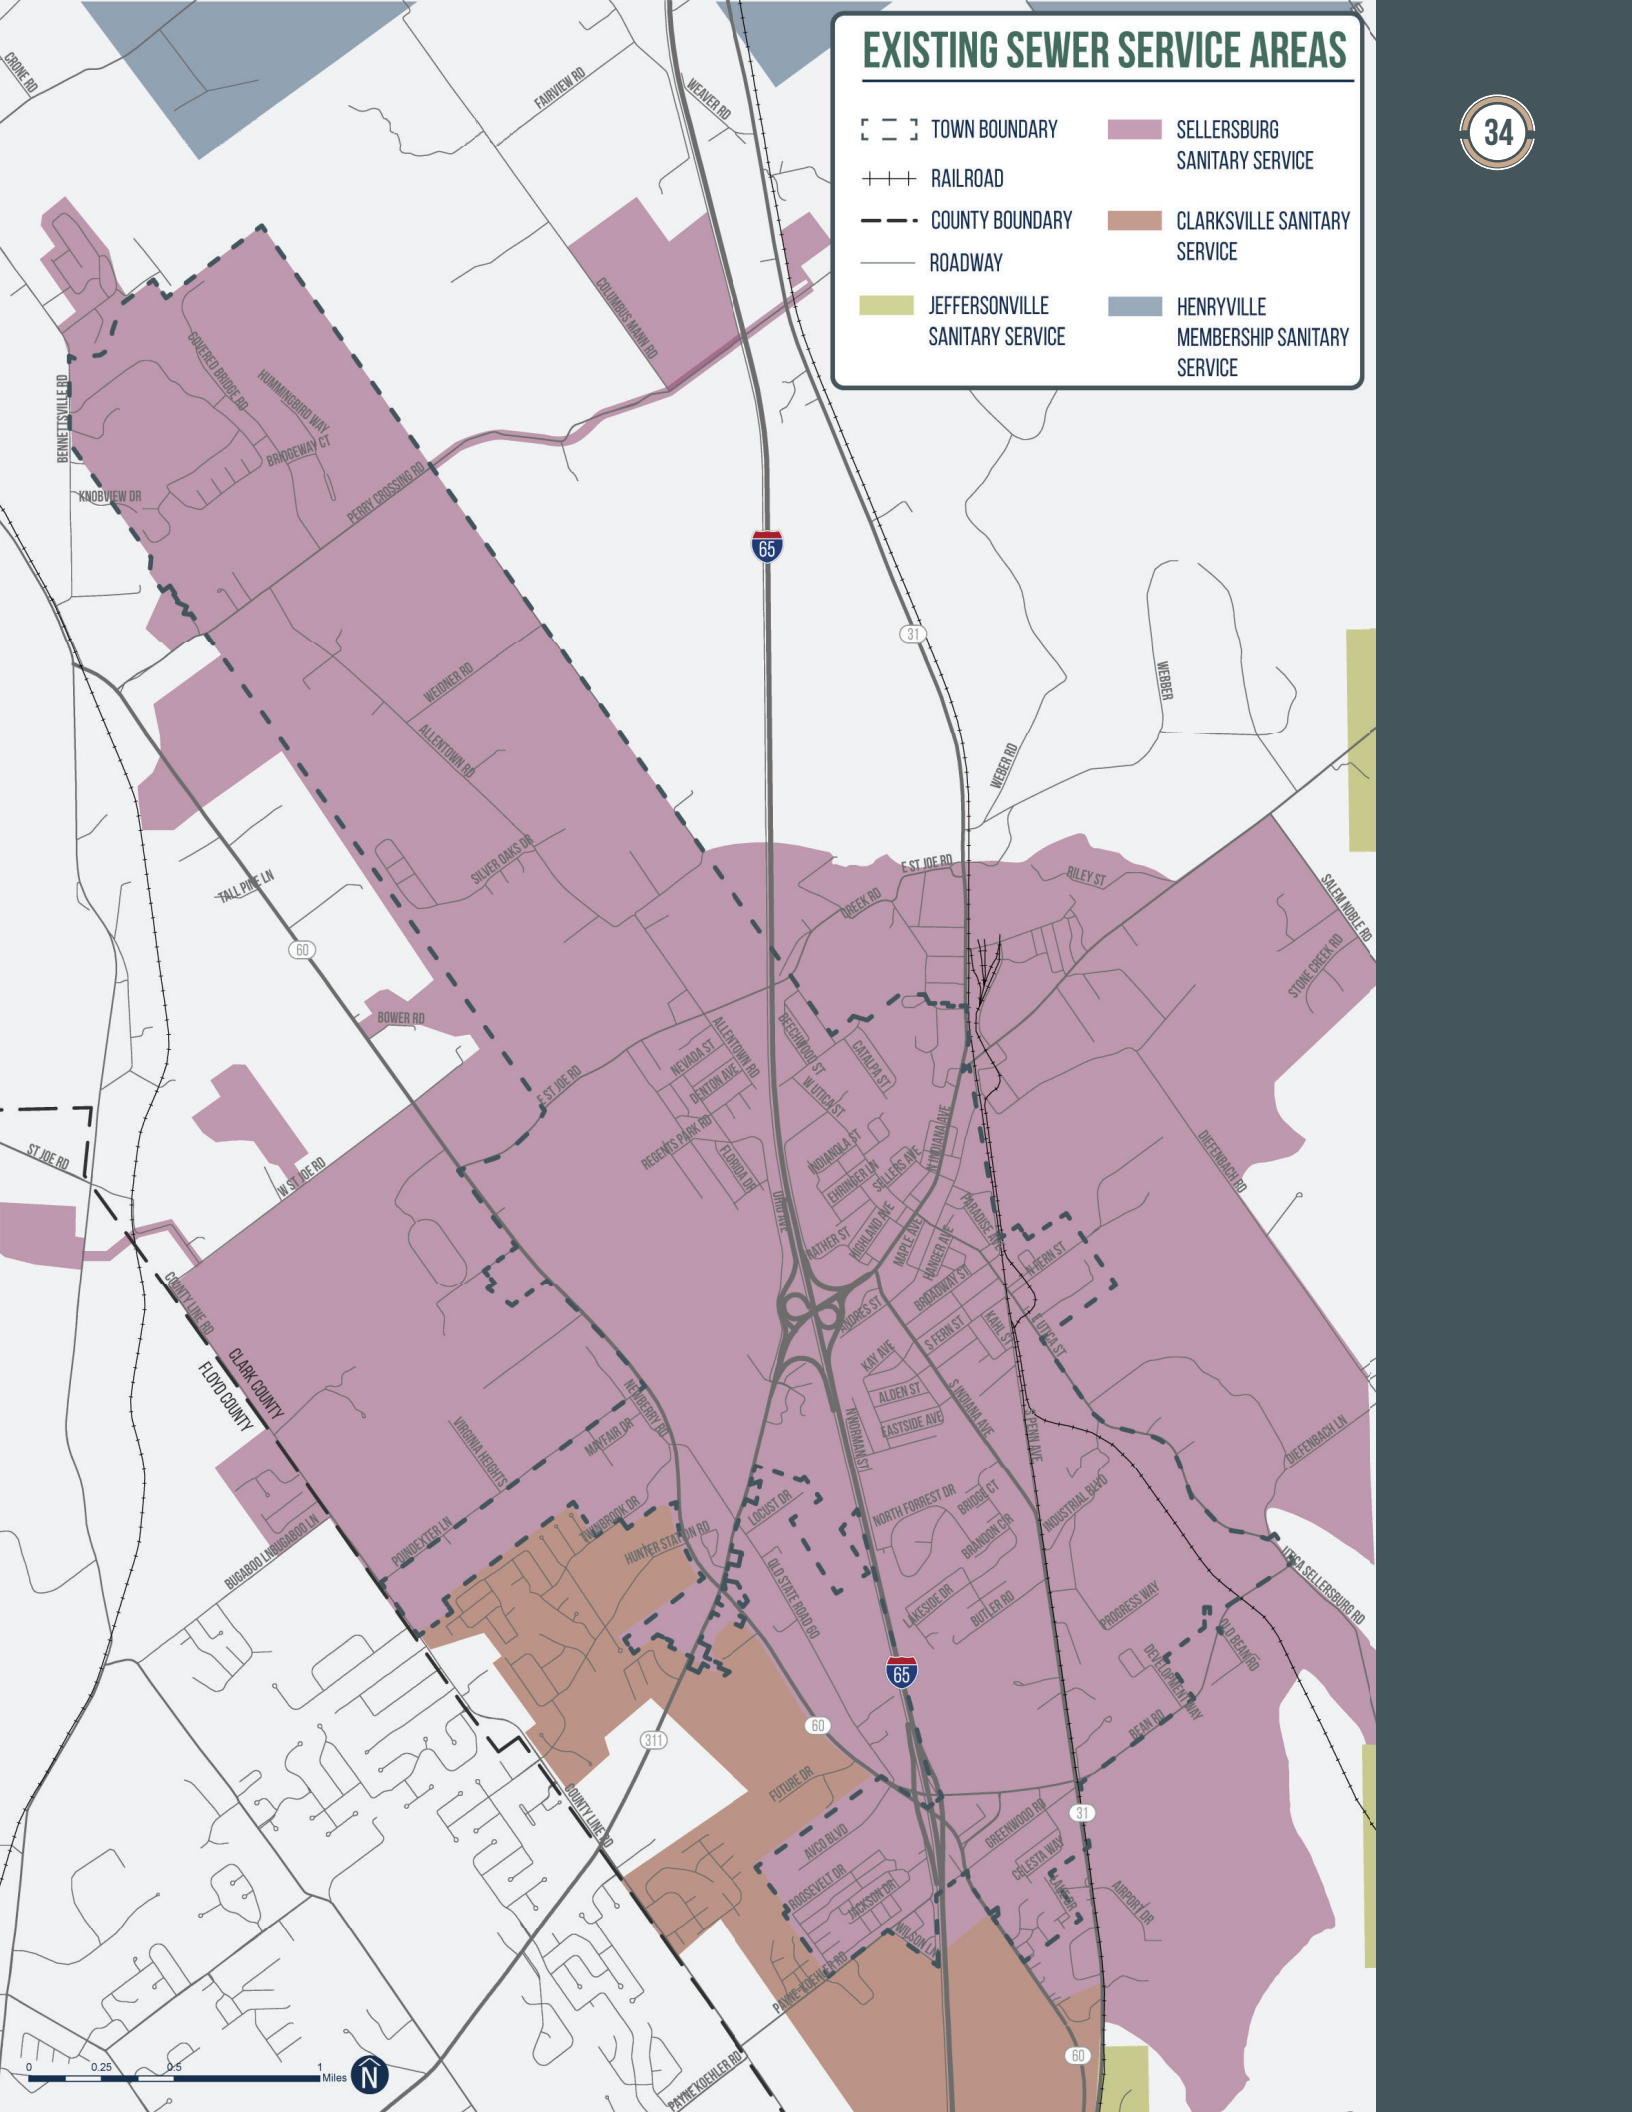 EXISTING SEWER SERVICE AREAS
TOWN BOUNDARY
RAILROAD
COUNTY BOUNDARY
ROADWAY
JEFFERSONVILLE
SANITARY SERVICE
SELLERSBURG
SANITARY SERVICE
CLARKSVILLE SANITARY
SERVICE
HENRYVILLE
MEMBERSHIP SANITARY
SERVICE
34
CRONE RD
FAIRVIEW RD
WEAVER RD
COLUMBUS MANN RD
COVERED BRIDGE RD
HUMMINGBIRD WAY
BRIDGEWAY CT
BENNETTSVILLE RD
KNOBVIEW DR
PERRY CROSSING RD
65
31
WEIDNER RD
ALLENTOWN RD
WEBBER
WEBER RD
SILVER OAKS DR
TALL PINE LN
60
E ST JOE RD
CREEK RD
RILEY ST
SALEM NOBLE RD
STONE CREEK RD
BOWER RD
NEVADA ST
DENTON AVE
ALLENTOWN RD
BEECHWOOD ST
CATALPA ST
W UTICA ST
E ST JOE RD
REGENTS PARK RD
FLORIDA DR
INDIANOLA ST
EHRINGER LN
SELLERS AVE
N INDIANA AVE
DIEFENBACH RD
ST JOE RD
W ST JOE RD
OHIO AVE
RATHER ST
HIGHLAND AVE
MAPLE AVE
HANGER AVE
PARADISE AVE
N FERN ST
BROADWAY ST
COUNTY LINE RD
CLARK COUNTY
FLOYD COUNTY
ANDRES ST
S FERN ST
KAHL ST
E UTICA ST
KAY AVE
ALDEN ST
EASTSIDE AVE
S INDIANA AVE
S PENN AVE
N NORMAN ST
NEWBERRY RD
MAYFAIR DR
VIRGINIA HEIGHTS
DIEFENBACH LN
NORTH FORREST DR
BRIDGE CT
BRANDON CIR
INDUSTRIAL BLVD
LOCUST DR
TWINBROOK DR
HUNTER STATION RD
POINDEXTER LN
BUGABOO LN
BUGABOO LN
OLD STATE ROAD 60
LAKESIDE DR
BUTLER RD
PROGRESS WAY
UTICA SELLERSBURG RD
OLD BEAN RD
DEVELOPMENT WAY
BEAN RD
65
60
311
FUTURE DR
COUNTY LINE RD
AVCO BLVD
GREENWOOD RD
31
CELESTA WAY
ROOSEVELT DR
JACKSON DR
WILSON LN
AIRPORT DR
PAYNE-KOEHLER RD
60
PAYNE KOEHLER RD
0 0.25 0.5 1
Miles
N